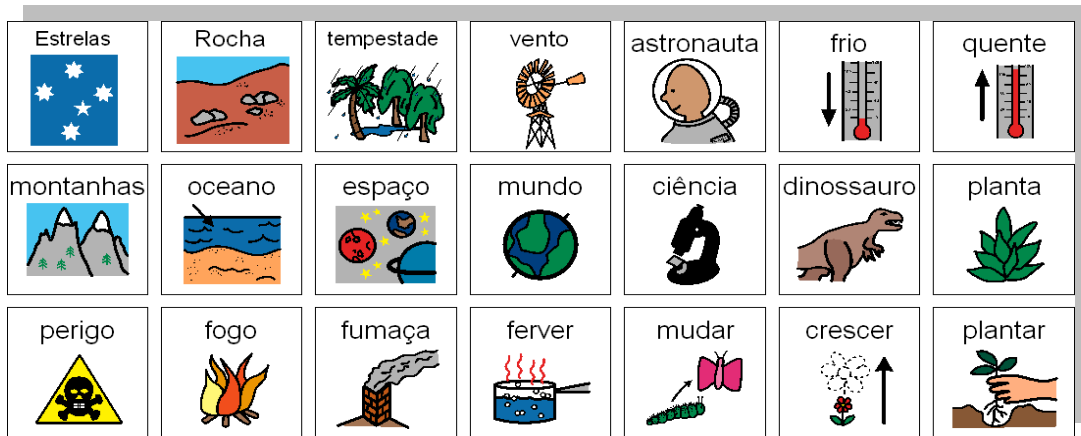 Estrelas Rocha tempestade vento astronauta frio quente
montanhas oceano espaço mundo ciência dinossauro planta
perigo fogo fumaça ferver mudar crescer plantar